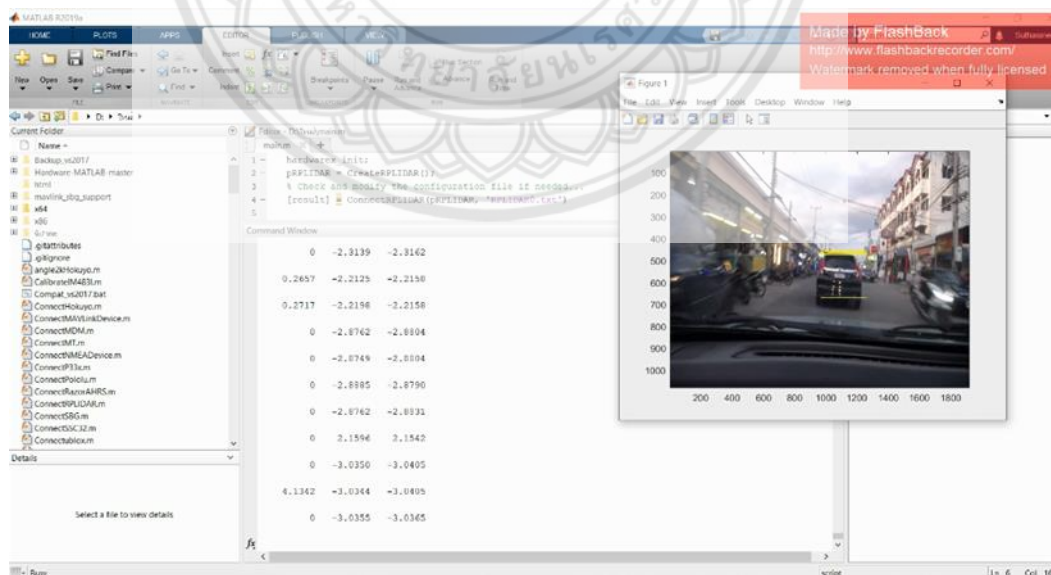 MATLAB R2019a
HOME PLOTS APPS EDITOR PUBLISH VIEW
Made by FlashBack
http://www.flashbackrecorder.com/
Watermark removed when fully licensed
New Open Save Find Files Compare Print Go To Find Insert Comment Indent Breakpoints Pause Run and Advance Advance
FILE NAVIGATE EDIT BREAKPOINTS RUN
D:
Current Folder
Name
Backup_vs2017
Hardware-MATLAB-master
html
mavlink_sbg_support
x64
x86
.gitattributes
.gitignore
angle2kHokuyo.m
CalibrateIM483I.m
Compat_vs2017.bat
ConnectHokuyo.m
ConnectMAVLinkDevice.m
ConnectMDM.m
ConnectMT.m
ConnectNMEADevice.m
ConnectP33x.m
ConnectPololu.m
ConnectRazorAHRS.m
ConnectRPLIDAR.m
ConnectSBG.m
ConnectSSC32.m
Connectublox.m
Details
Select a file to view details
main.m
1 hardwarex_init;
2 pRPLIDAR = CreateRPLIDAR();
3 % Check and modify the configuration file if needed...
4 [result] = ConnectRPLIDAR(pRPLIDAR, 'RPLIDAR0.txt')
5
Command Window
0 -2.3139 -2.3162
0.2657 -2.2125 -2.2158
0.2717 -2.2198 -2.2158
0 -2.8762 -2.8804
0 -2.8749 -2.8804
0 -2.8885 -2.8790
0 -2.8762 -2.8831
0 2.1596 2.1542
0 -3.0350 -3.0405
4.1342 -3.0344 -3.0405
0 -3.0355 -3.0365
fx
Figure 1
File Edit View Insert Tools Desktop Window Help
100
200
300
400
500
600
700
800
900
1000
200 400 600 800 1000 1200 1400 1600 1800
Busy
script
Ln 6